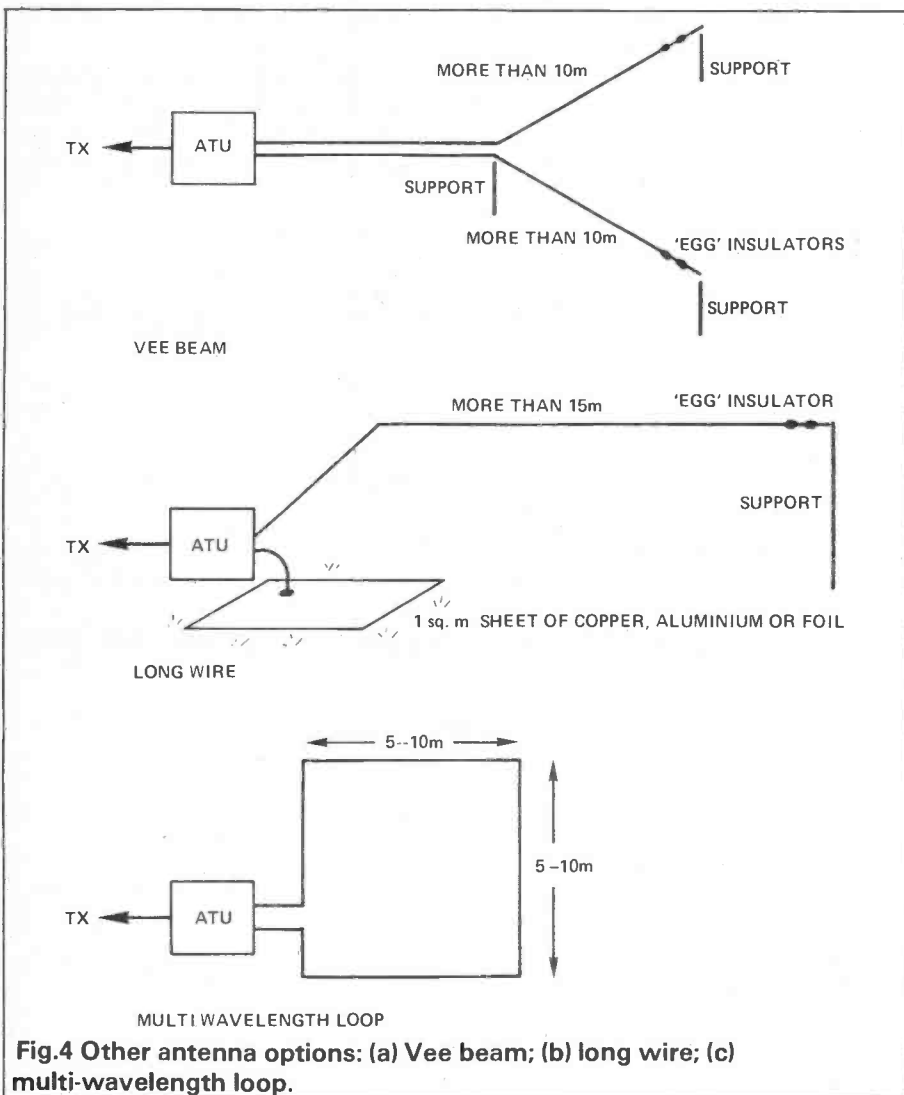 MORE THAN 10m
SUPPORT
TX
ATU
SUPPORT
MORE THAN 10m
'EGG' INSULATORS
SUPPORT
VEE BEAM
MORE THAN 15m
'EGG' INSULATOR
SUPPORT
TX
ATU
1 sq. m SHEET OF COPPER, ALUMINIUM OR FOIL
LONG WIRE
5--10m
5-10m
TX
ATU
MULTI WAVELENGTH LOOP
Fig.4 Other antenna options: (a) Vee beam; (b) long wire; (c)
multi-wavelength loop.